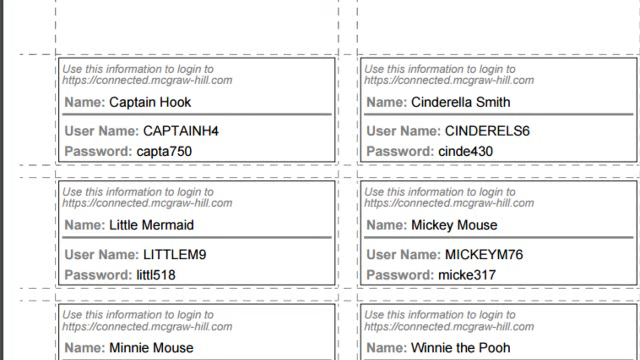 Use this information to login to
https://connected.mcgraw-hill.com
Name: Captain Hook
User Name: CAPTAINH4
Password: capta750
Use this information to login to
https://connected.mcgraw-hill.com
Name: Cinderella Smith
User Name: CINDERELS6
Password: cinde430
Use this information to login to
https://connected.mcgraw-hill.com
Name: Little Mermaid
User Name: LITTLEM9
Password: littl518
Use this information to login to
https://connected.mcgraw-hill.com
Name: Mickey Mouse
User Name: MICKEYM76
Password: micke317
Use this information to login to
https://connected.mcgraw-hill.com
Name: Minnie Mouse
Use this information to login to
https://connected.mcgraw-hill.com
Name: Winnie the Pooh